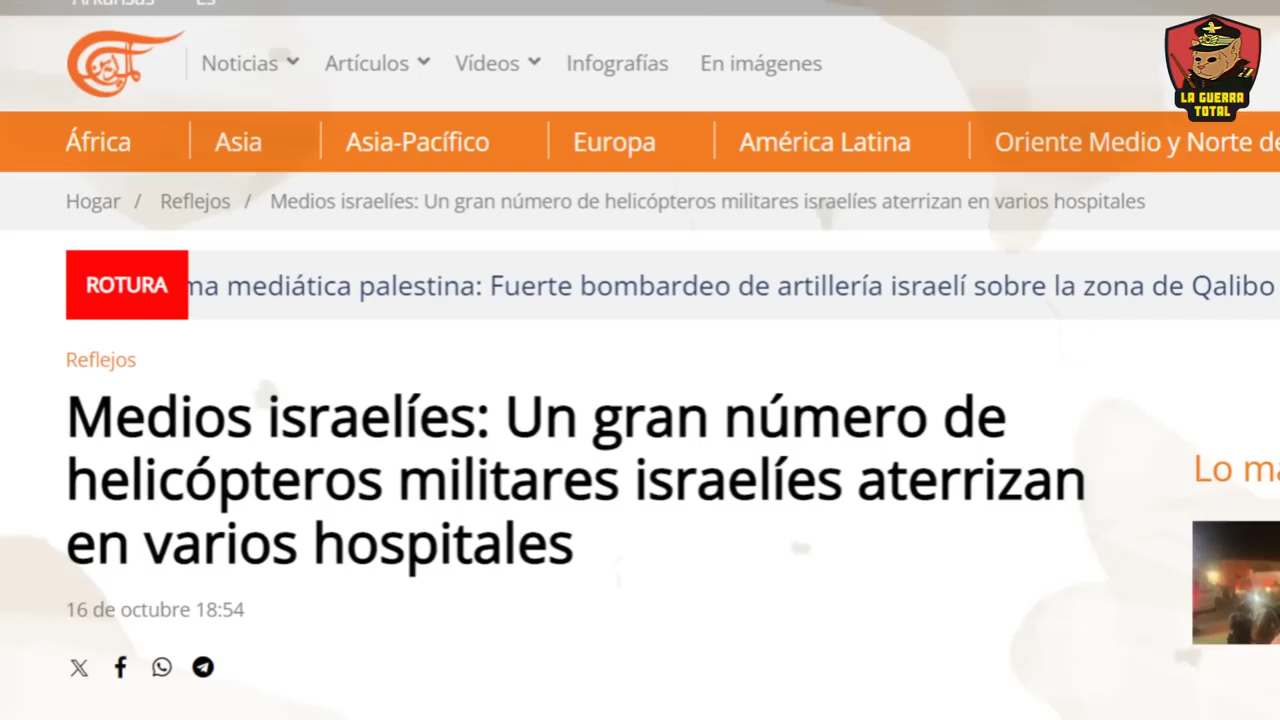 Arkansas Es
Noticias Artículos Vídeos Infografías En imágenes
LA GUERRA
TOTAL
África Asia Asia-Pacífico Europa América Latina Oriente Medio y Norte de
Hogar / Reflejos / Medios israelíes: Un gran número de helicópteros militares israelíes aterrizan en varios hospitales
ROTURA ma mediática palestina: Fuerte bombardeo de artillería israelí sobre la zona de Qalibo
Reflejos
Medios israelíes: Un gran número de
helicópteros militares israelíes aterrizan
en varios hospitales
Lo má
16 de octubre 18:54